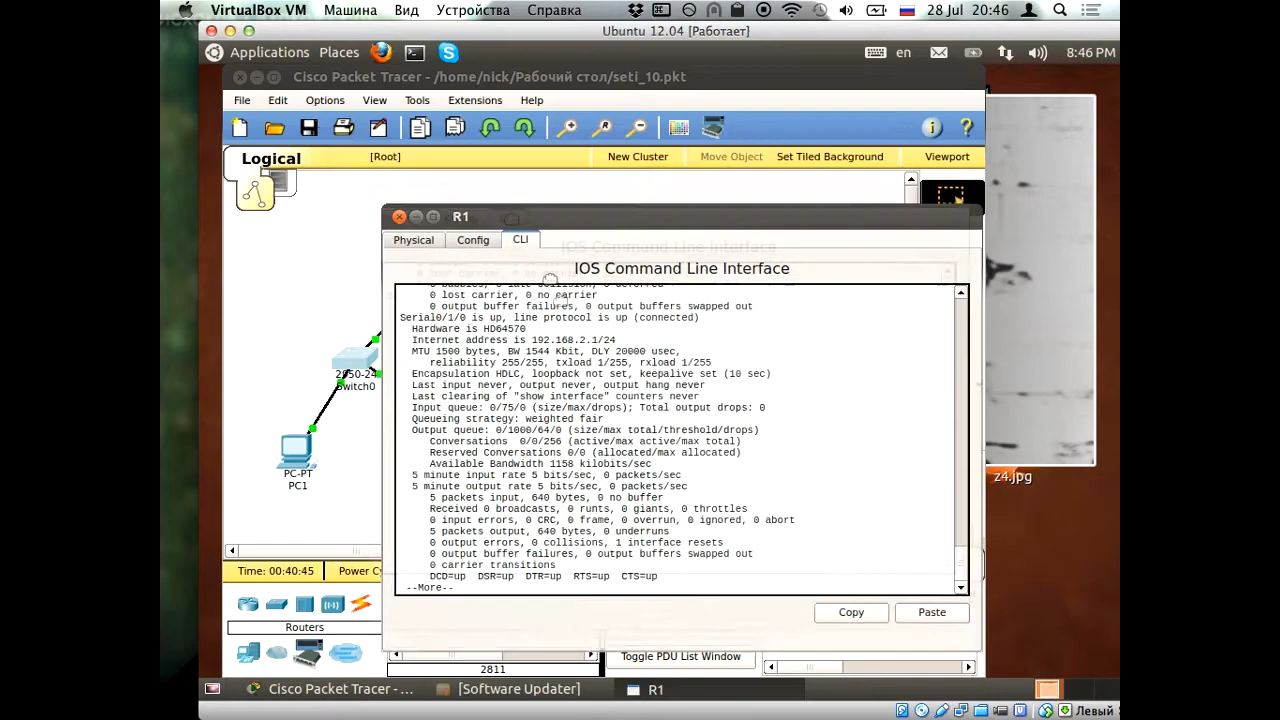 VirtualBox VM Машина Вид Устройства Справка 28 Jul 20:46
Ubuntu 12.04 [Работает]
Applications Places en 8:46 PM
Cisco Packet Tracer - /home/nick/Рабочий стол/seti_10.pkt
File Edit Options View Tools Extensions Help
Logical [Root] New Cluster Move Object Set Tiled Background Viewport
R1
Physical Config CLI
IOS Command Line Interface
IOS Command Line Interface
0 babbles, 0 late collision, 0 deferred
0 lost carrier, 0 no carrier
0 output buffer failures, 0 output buffers swapped out
Serial0/1/0 is up, line protocol is up (connected)
Hardware is HD64570
Internet address is 192.168.2.1/24
MTU 1500 bytes, BW 1544 Kbit, DLY 20000 usec,
reliability 255/255, txload 1/255, rxload 1/255
Encapsulation HDLC, loopback not set, keepalive set (10 sec)
Last input never, output never, output hang never
Last clearing of "show interface" counters never
Input queue: 0/75/0 (size/max/drops); Total output drops: 0
Queueing strategy: weighted fair
Output queue: 0/1000/64/0 (size/max total/threshold/drops)
Conversations 0/0/256 (active/max active/max total)
Reserved Conversations 0/0 (allocated/max allocated)
Available Bandwidth 1158 kilobits/sec
5 minute input rate 5 bits/sec, 0 packets/sec
5 minute output rate 5 bits/sec, 0 packets/sec
5 packets input, 640 bytes, 0 no buffer
Received 0 broadcasts, 0 runts, 0 giants, 0 throttles
0 input errors, 0 CRC, 0 frame, 0 overrun, 0 ignored, 0 abort
5 packets output, 640 bytes, 0 underruns
0 output errors, 0 collisions, 1 interface resets
0 output buffer failures, 0 output buffers swapped out
0 carrier transitions
DCD=up DSR=up DTR=up RTS=up CTS=up
--More--
Copy Paste
2950-24
Switch0
PC-PT
PC1
z4.jpg
Time: 00:40:45 Power Cy
Routers
2811
Toggle PDU List Window
Cisco Packet Tracer - ... [Software Updater] R1
Левый